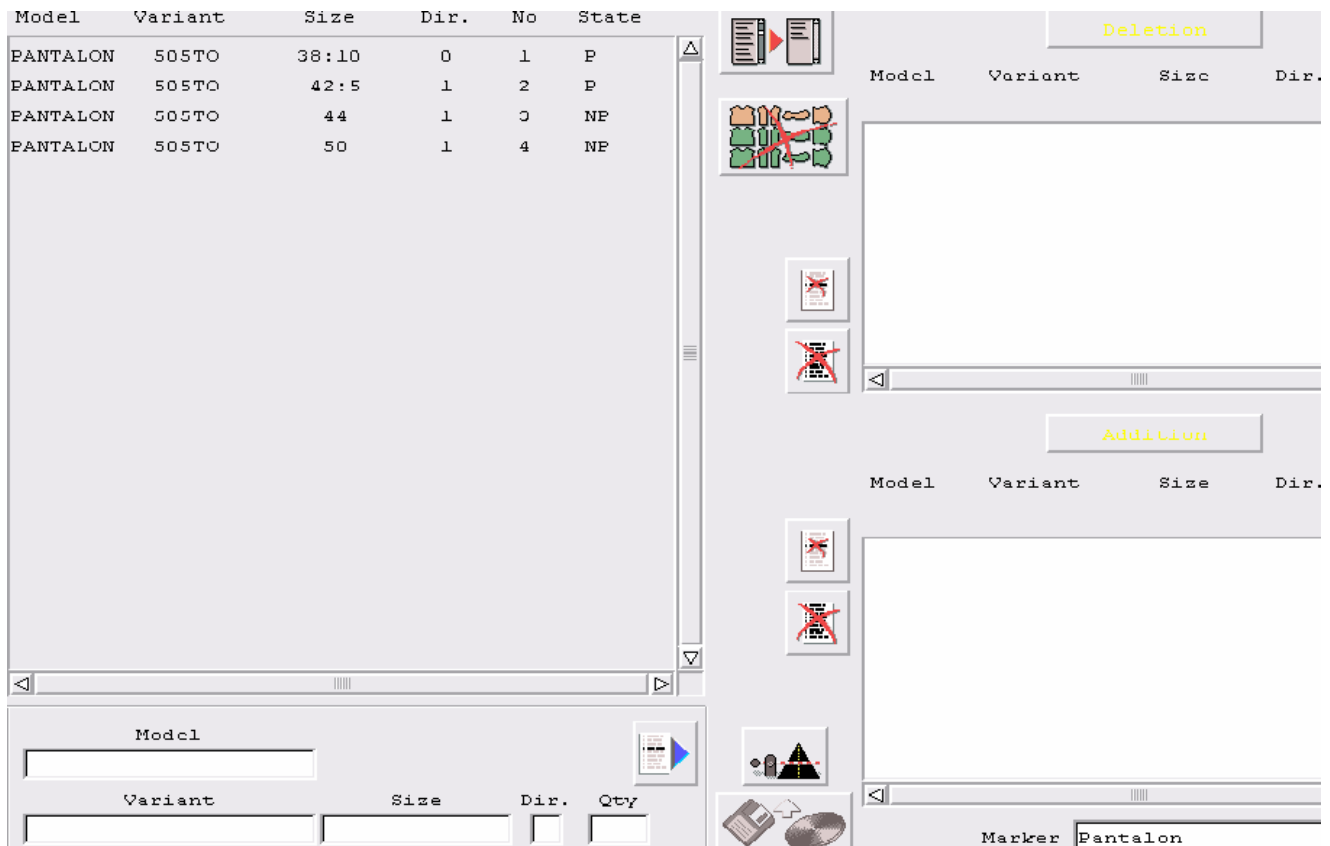 Model Variant Size Dir. No State
PANTALON 505TO 38:10 0 1 P
PANTALON 505TO 42:5 1 2 P
PANTALON 505TO 44 1 3 NP
PANTALON 505TO 50 1 4 NP
Deletion
Model Variant Size Dir.
Addition
Model Variant Size Dir.
Model
Variant Size Dir. Qty
Marker Pantalon